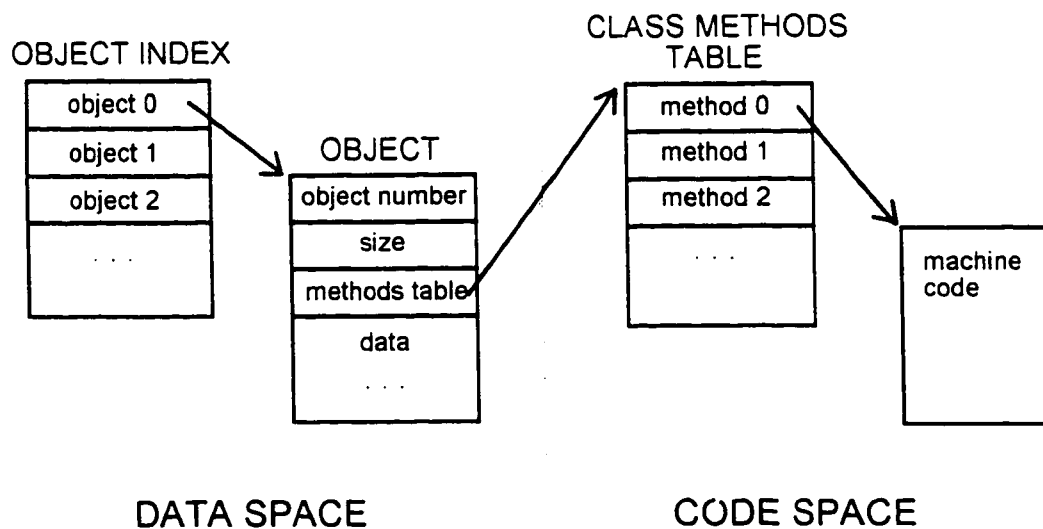 OBJECT INDEX
object 0
object 1
object 2
. . .
OBJECT
object number
size
methods table
data
. . .
CLASS METHODS
TABLE
method 0
method 1
method 2
. . .
machine
code
DATA SPACE
CODE SPACE